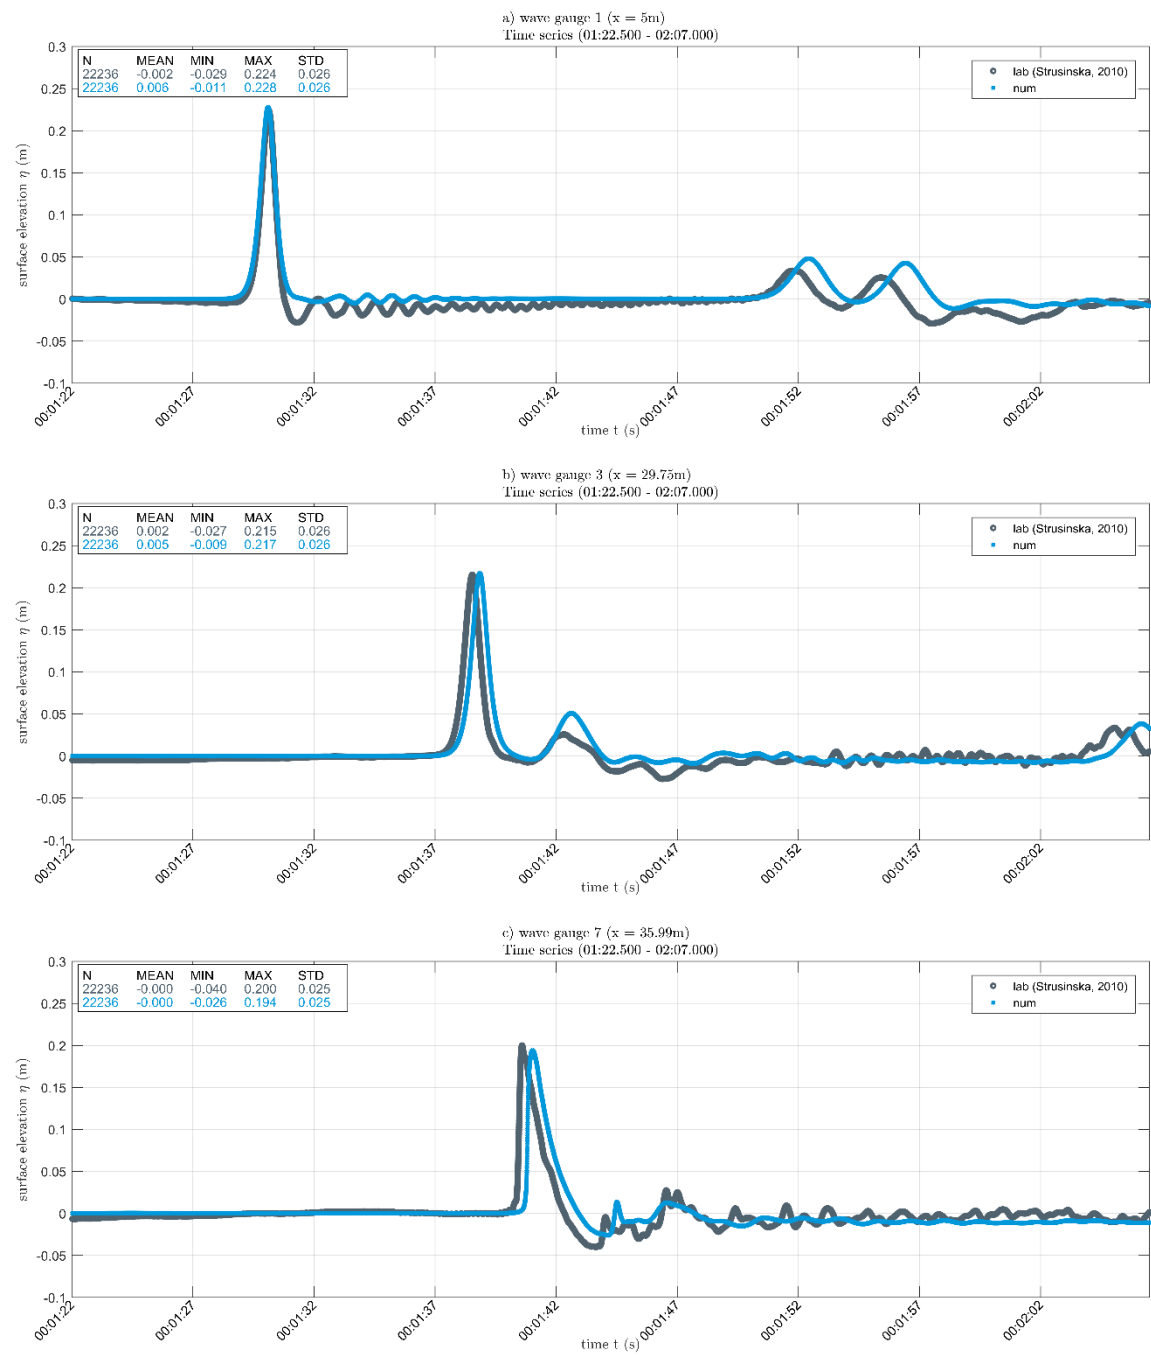 a) wave gauge 1 (x = 5m)
Time series (01:22.500 - 02:07.000)
N MEAN MIN MAX STD
22236 -0.002 -0.029 0.224 0.026
22236 0.006 -0.011 0.228 0.026
lab (Strusinska, 2010)
num
surface elevation η (m)
0.3
0.25
0.2
0.15
0.1
0.05
0
-0.05
-0.1
00:01:22 00:01:27 00:01:32 00:01:37 00:01:42 00:01:47 00:01:52 00:01:57 00:02:02
time t (s)
b) wave gauge 3 (x = 29.75m)
Time series (01:22.500 - 02:07.000)
N MEAN MIN MAX STD
22236 0.002 -0.027 0.215 0.026
22236 0.005 -0.009 0.217 0.026
lab (Strusinska, 2010)
num
surface elevation η (m)
0.3
0.25
0.2
0.15
0.1
0.05
0
-0.05
-0.1
00:01:22 00:01:27 00:01:32 00:01:37 00:01:42 00:01:47 00:01:52 00:01:57 00:02:02
time t (s)
c) wave gauge 7 (x = 35.99m)
Time series (01:22.500 - 02:07.000)
N MEAN MIN MAX STD
22236 -0.000 -0.040 0.200 0.025
22236 -0.000 -0.026 0.194 0.025
lab (Strusinska, 2010)
num
surface elevation η (m)
0.3
0.25
0.2
0.15
0.1
0.05
0
-0.05
-0.1
00:01:22 00:01:27 00:01:32 00:01:37 00:01:42 00:01:47 00:01:52 00:01:57 00:02:02
time t (s)